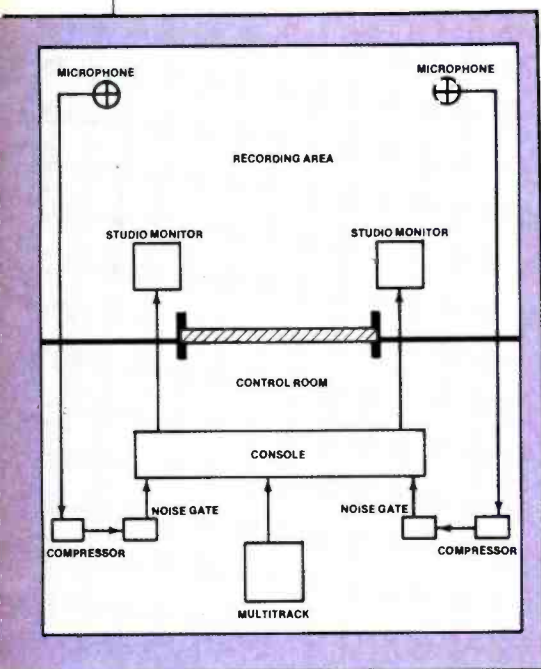 MICROPHONE
MICROPHONE
RECORDING AREA
STUDIO MONITOR
STUDIO MONITOR
CONTROL ROOM
CONSOLE
NOISE GATE
NOISE GATE
COMPRESSOR
COMPRESSOR
MULTITRACK